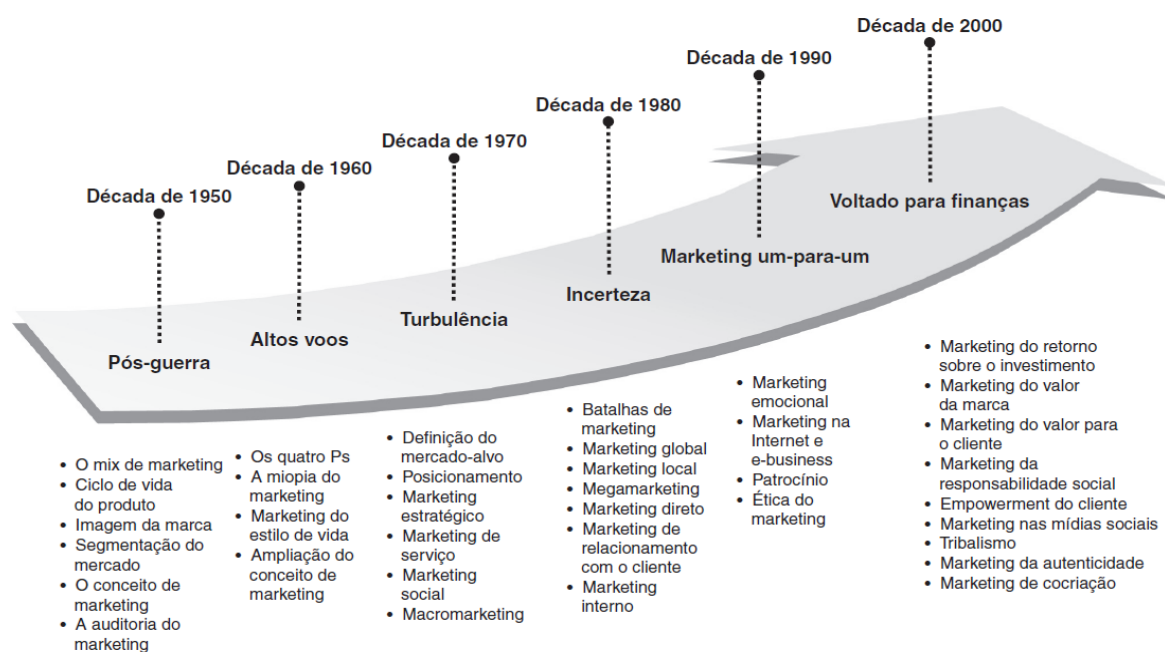 Década de 1950
Pós-guerra
• O mix de marketing
• Ciclo de vida
do produto
• Imagem da marca
• Segmentação do
mercado
• O conceito de
marketing
• A auditoria do
marketing
Década de 1960
Altos voos
• Os quatro Ps
• A miopia do
marketing
• Marketing do
estilo de vida
• Ampliação do
conceito de
marketing
Década de 1970
Turbulência
• Definição do
mercado-alvo
• Posicionamento
• Marketing
estratégico
• Marketing de
serviço
• Marketing
social
• Macromarketing
Década de 1980
Incerteza
• Batalhas de
marketing
• Marketing global
• Marketing local
• Megamarketing
• Marketing direto
• Marketing de
relacionamento
com o cliente
• Marketing
interno
Década de 1990
Marketing um-para-um
• Marketing
emocional
• Marketing na
Internet e
e-business
• Patrocínio
• Ética do
marketing
Década de 2000
Voltado para finanças
• Marketing do retorno
sobre o investimento
• Marketing do valor
da marca
• Marketing do valor para
o cliente
• Marketing da
responsabilidade social
• Empowerment do cliente
• Marketing nas mídias sociais
• Tribalismo
• Marketing da autenticidade
• Marketing de cocriação